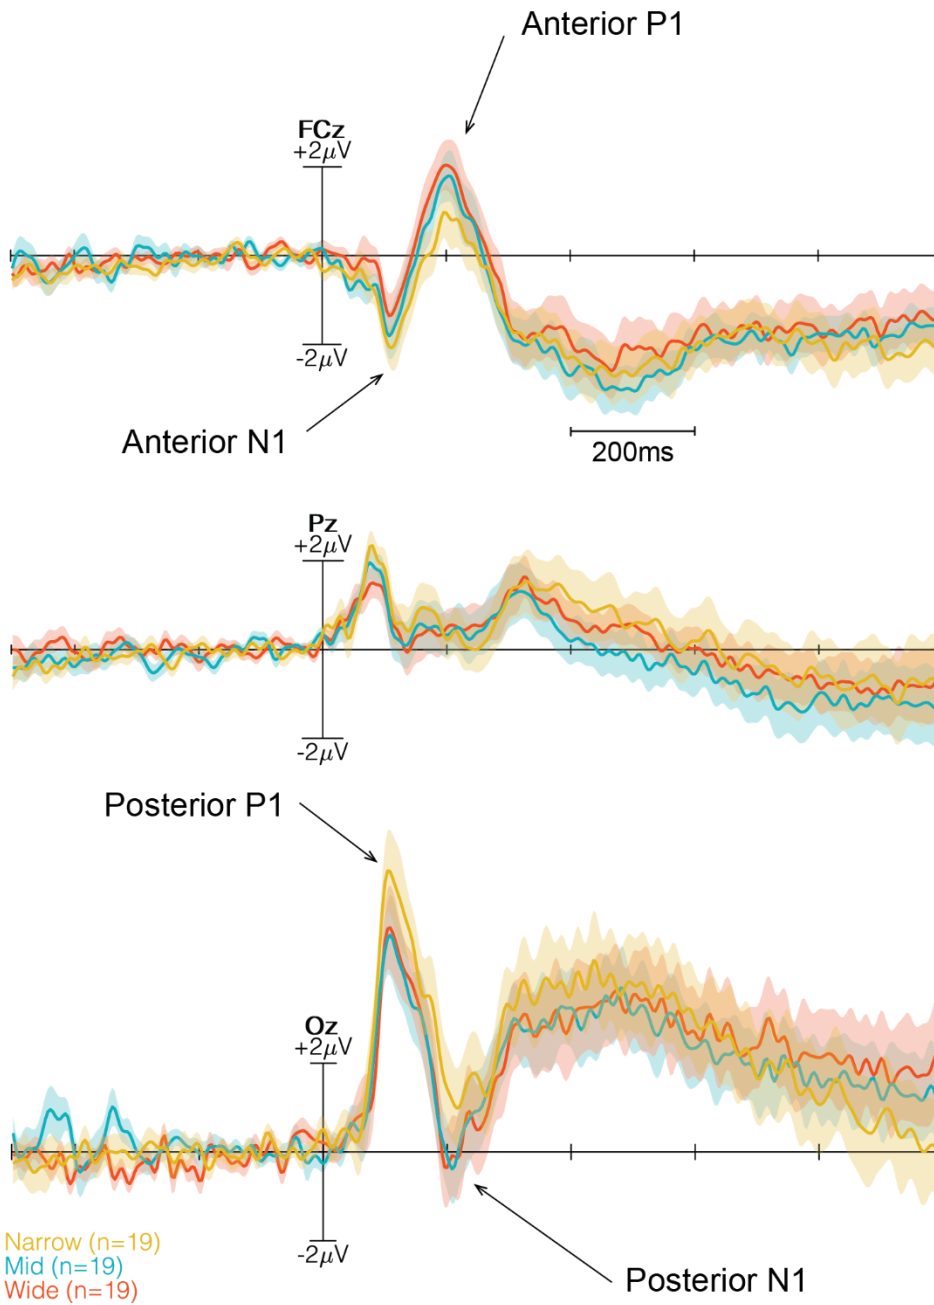 Anterior P1
FCz
+2μV
-2μV
Anterior N1
200ms
Pz
+2μV
-2μV
Posterior P1
Oz
+2μV
-2μV
Narrow (n=19)
Mid (n=19)
Wide (n=19)
Posterior N1